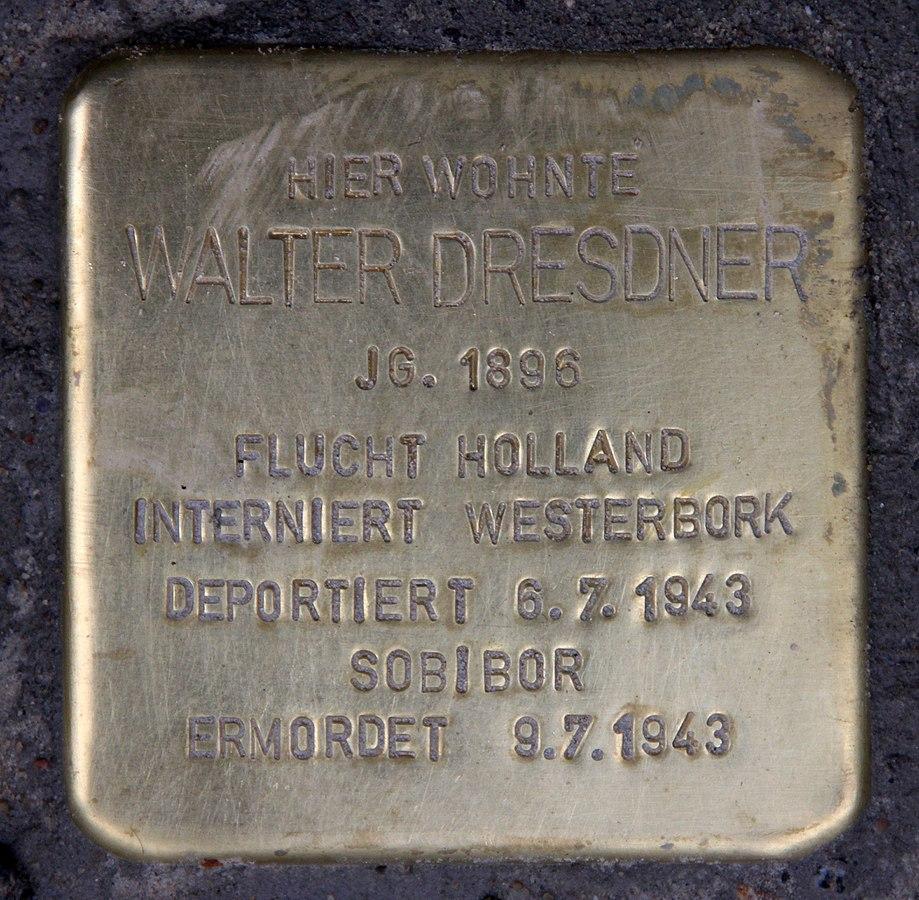 HIER WOHNTE
WALTER DRESDNER
JG. 1896
FLUCHT HOLLAND
INTERNIERT WESTERBORK
DEPORTIERT 6.7.1943
SOBIBOR
ERMORDET 9.7.1943